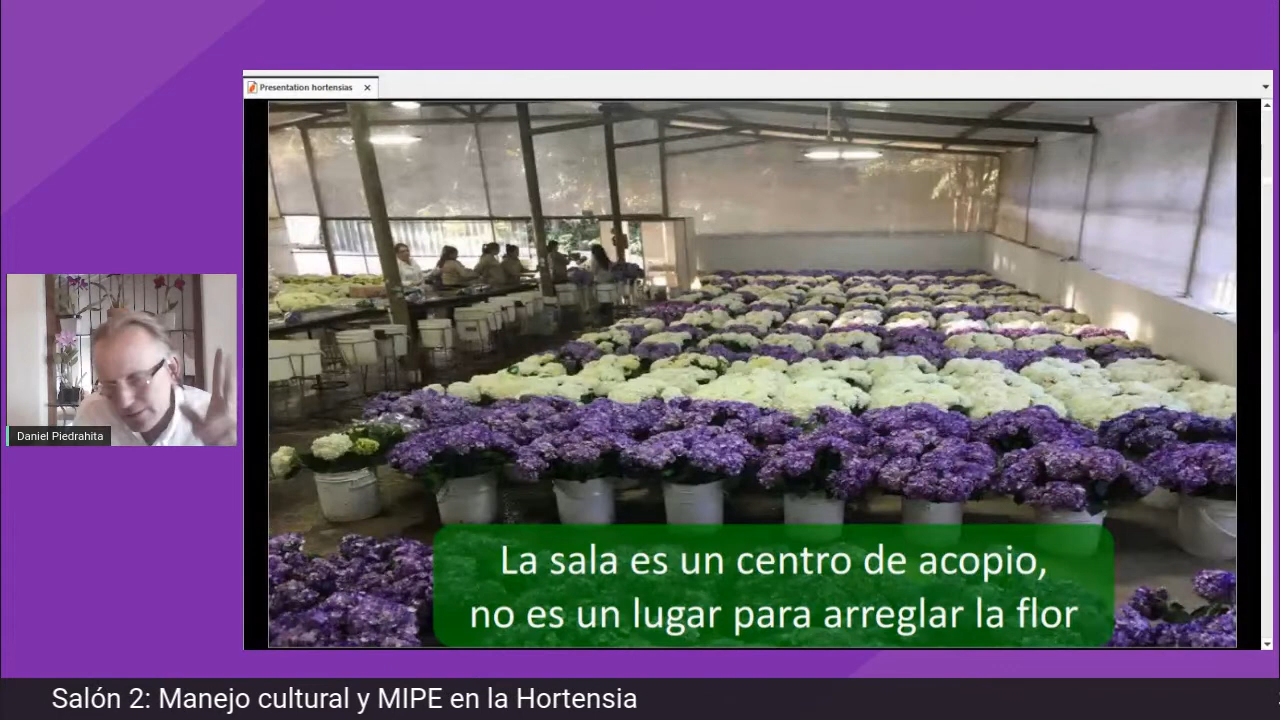 Presentation hortensias
Daniel Piedrahita
La sala es un centro de acopio,
no es un lugar para arreglar la flor
Salón 2: Manejo cultural y MIPE en la Hortensia